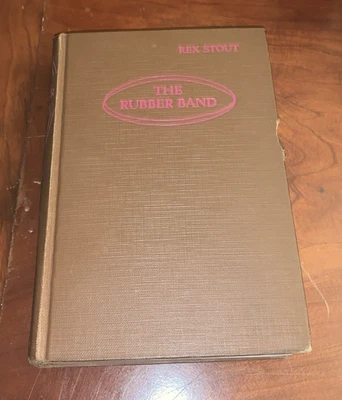 REX STOUT
THE
RUBBER BAND